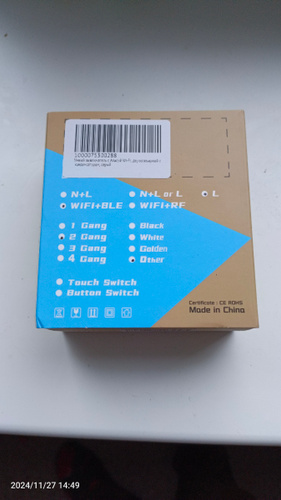 1000075300288
N+L
N+L or L
L
WiFi+BLE
WiFi+RF
1 Gang
Black
2 Gang
White
3 Gang
Golden
4 Gang
Other
Touch Switch
Button Switch
Certificate : CE ROHS
Made in China
2024/11/27 14:49